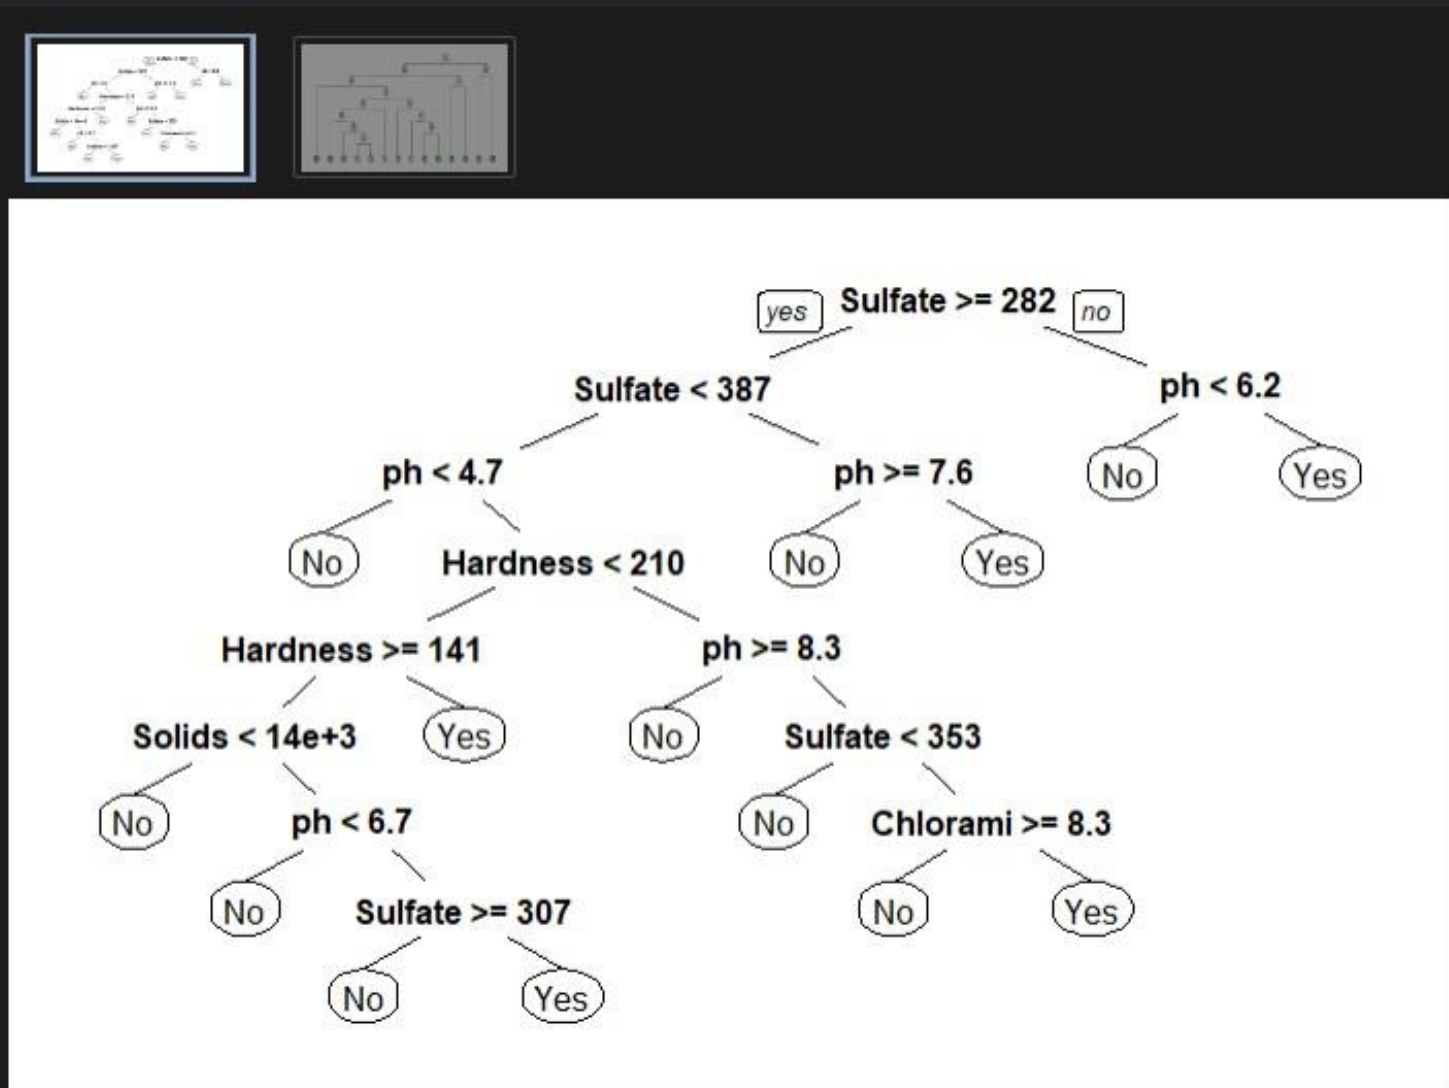 yes Sulfate >= 282 no
Sulfate < 387 ph < 6.2
ph < 4.7 ph >= 7.6 No Yes
No Hardness < 210 No Yes
Hardness >= 141 ph >= 8.3
Solids < 14e+3 Yes No Sulfate < 353
No ph < 6.7 No Chlorami >= 8.3
No Sulfate >= 307 No Yes
No Yes